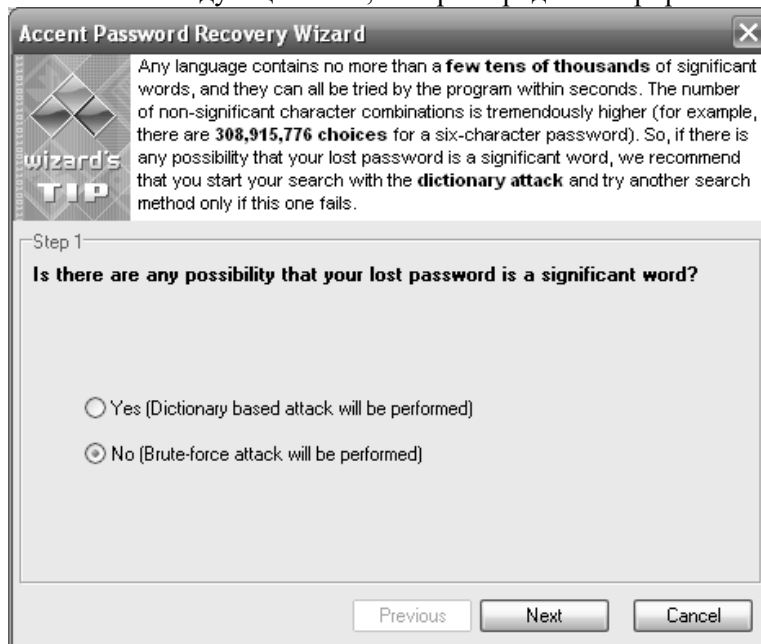 Accent Password Recovery Wizard
Any language contains no more than a few tens of thousands of significant
words, and they can all be tried by the program within seconds. The number
of non-significant character combinations is tremendously higher (for example,
there are 308,915,776 choices for a six-character password). So, if there is
any possibility that your lost password is a significant word, we recommend
that you start your search with the dictionary attack and try another search
method only if this one fails.
wizard's
TIP
Step 1
Is there are any possibility that your lost password is a significant word?
Yes (Dictionary based attack will be performed)
No (Brute-force attack will be performed)
Previous
Next
Cancel